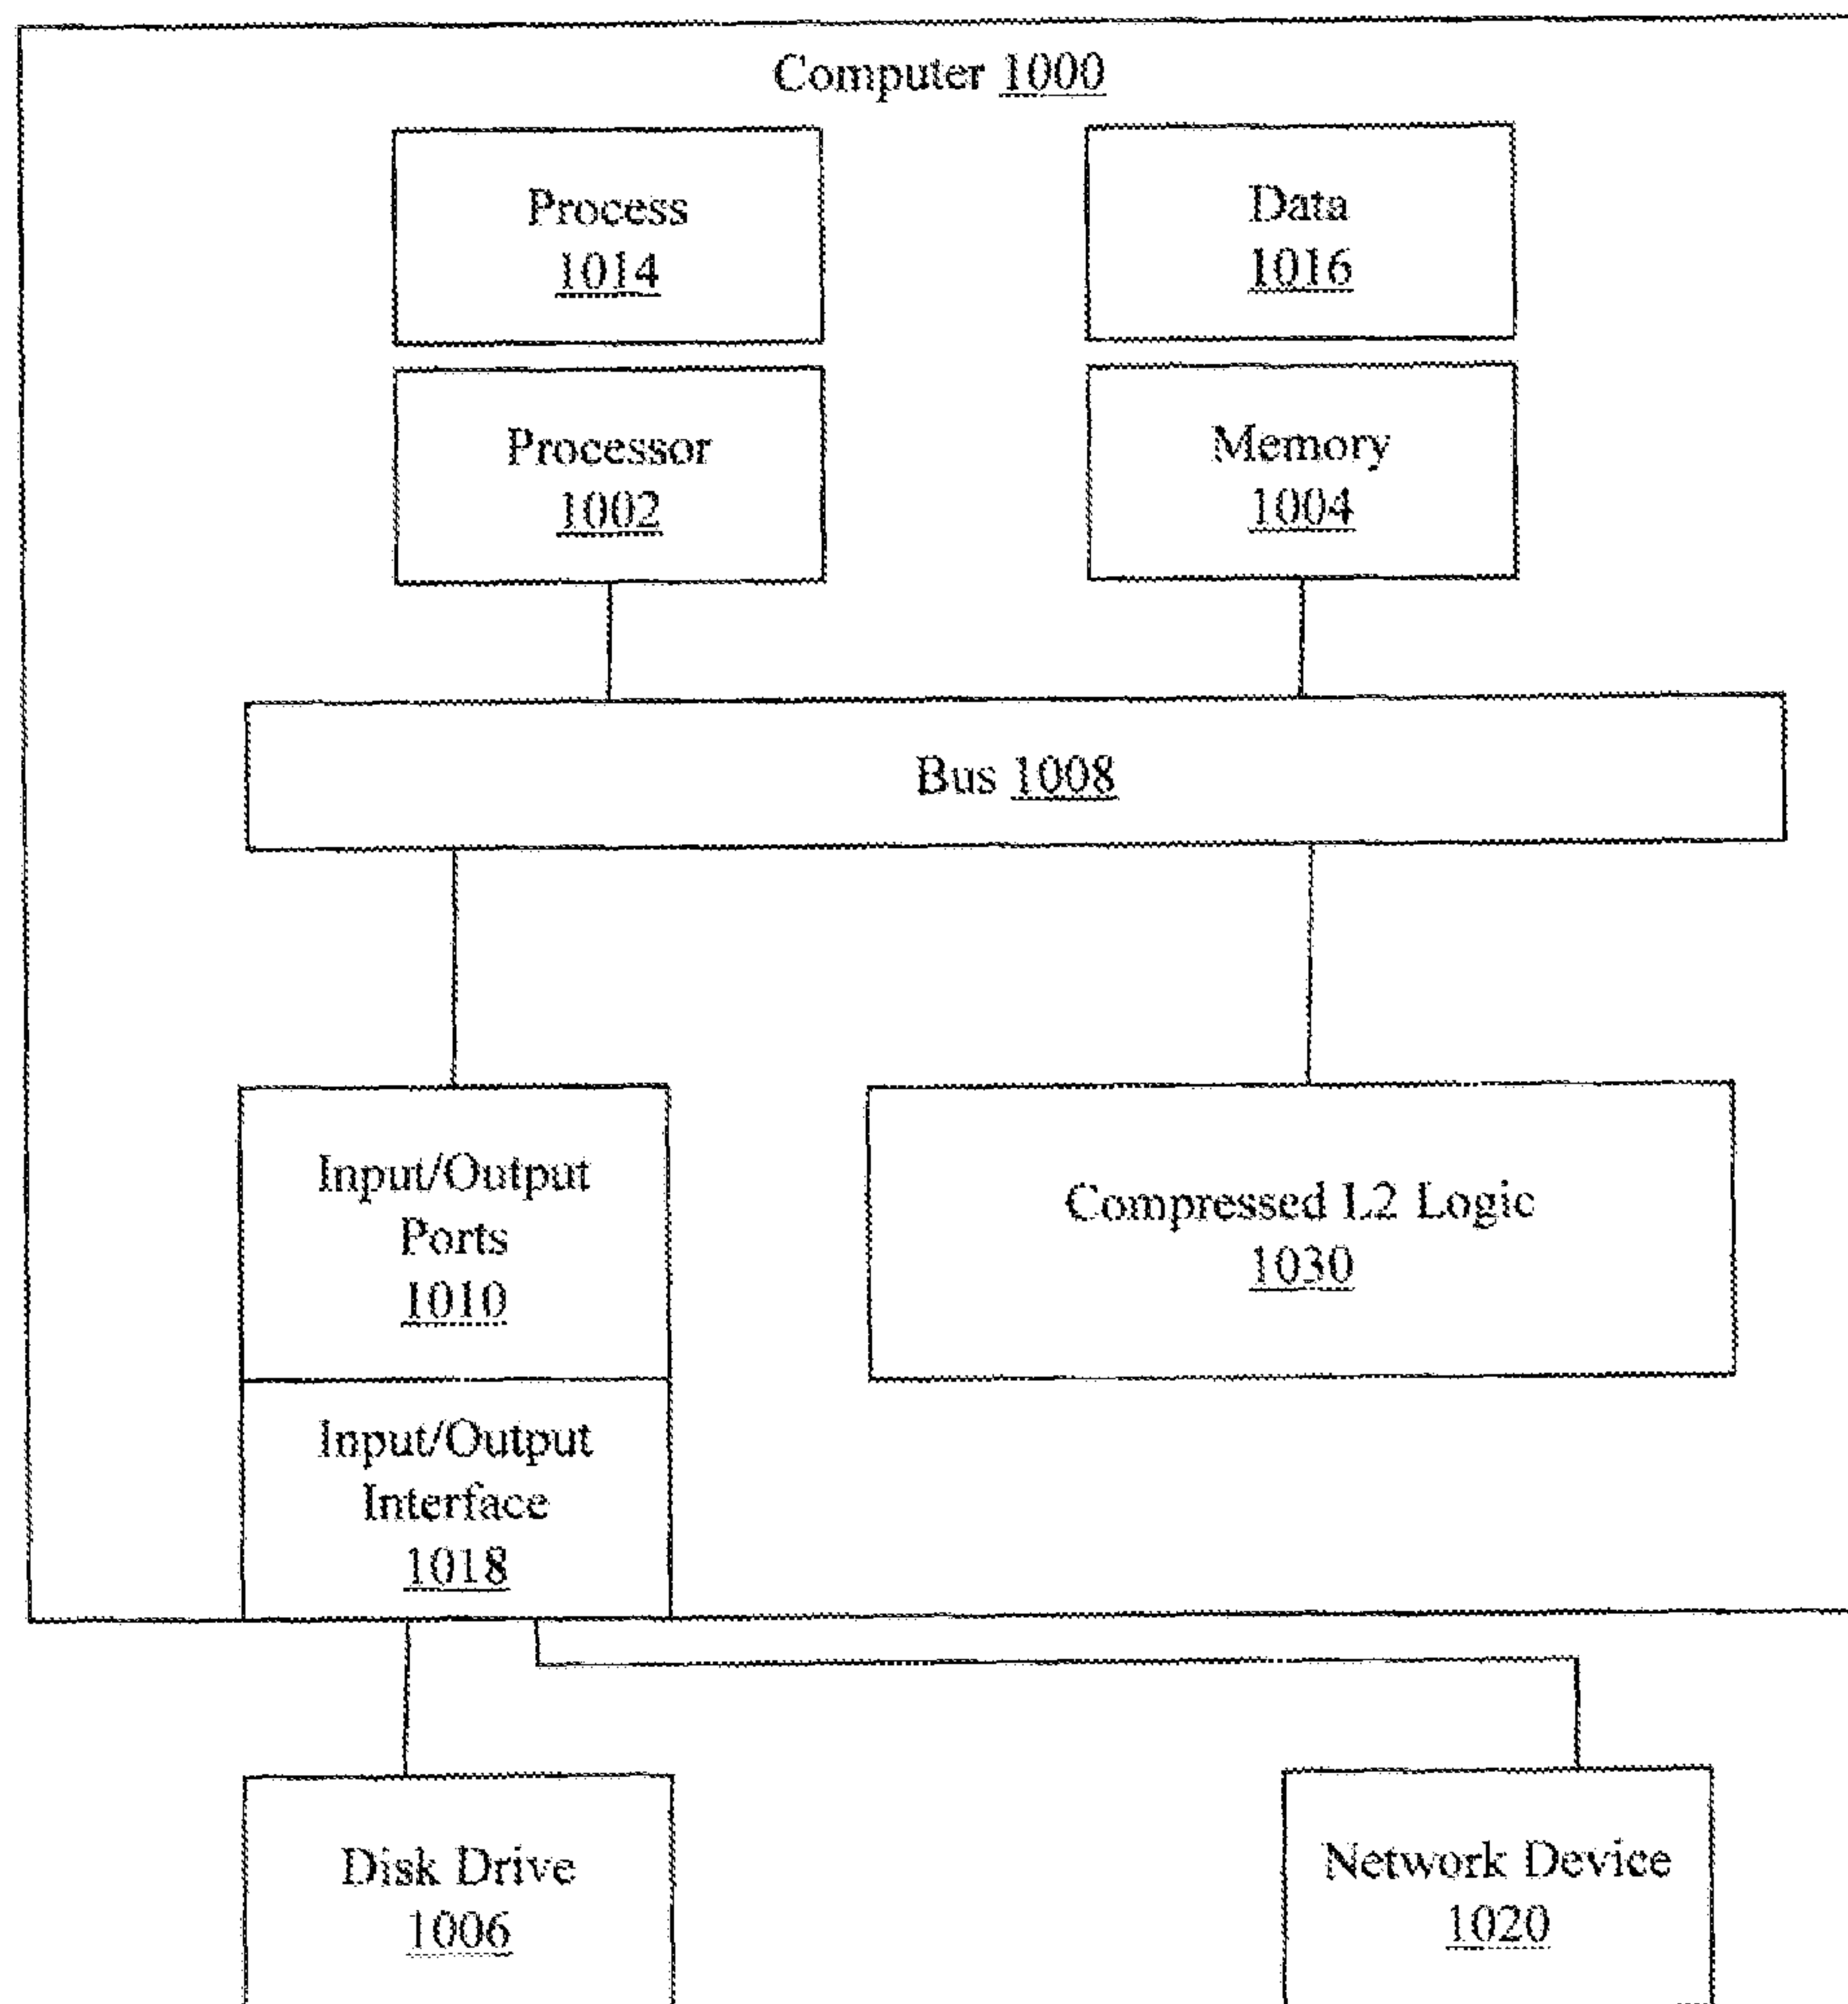 Computer 1000
Process
1014
Data
1016
Processor
1002
Memory
1004
Bus 1008
Input/Output
Ports
1010
Compressed L2 Logic
1030
Input/Output
Interface
1018
Disk Drive
1006
Network Device
1020